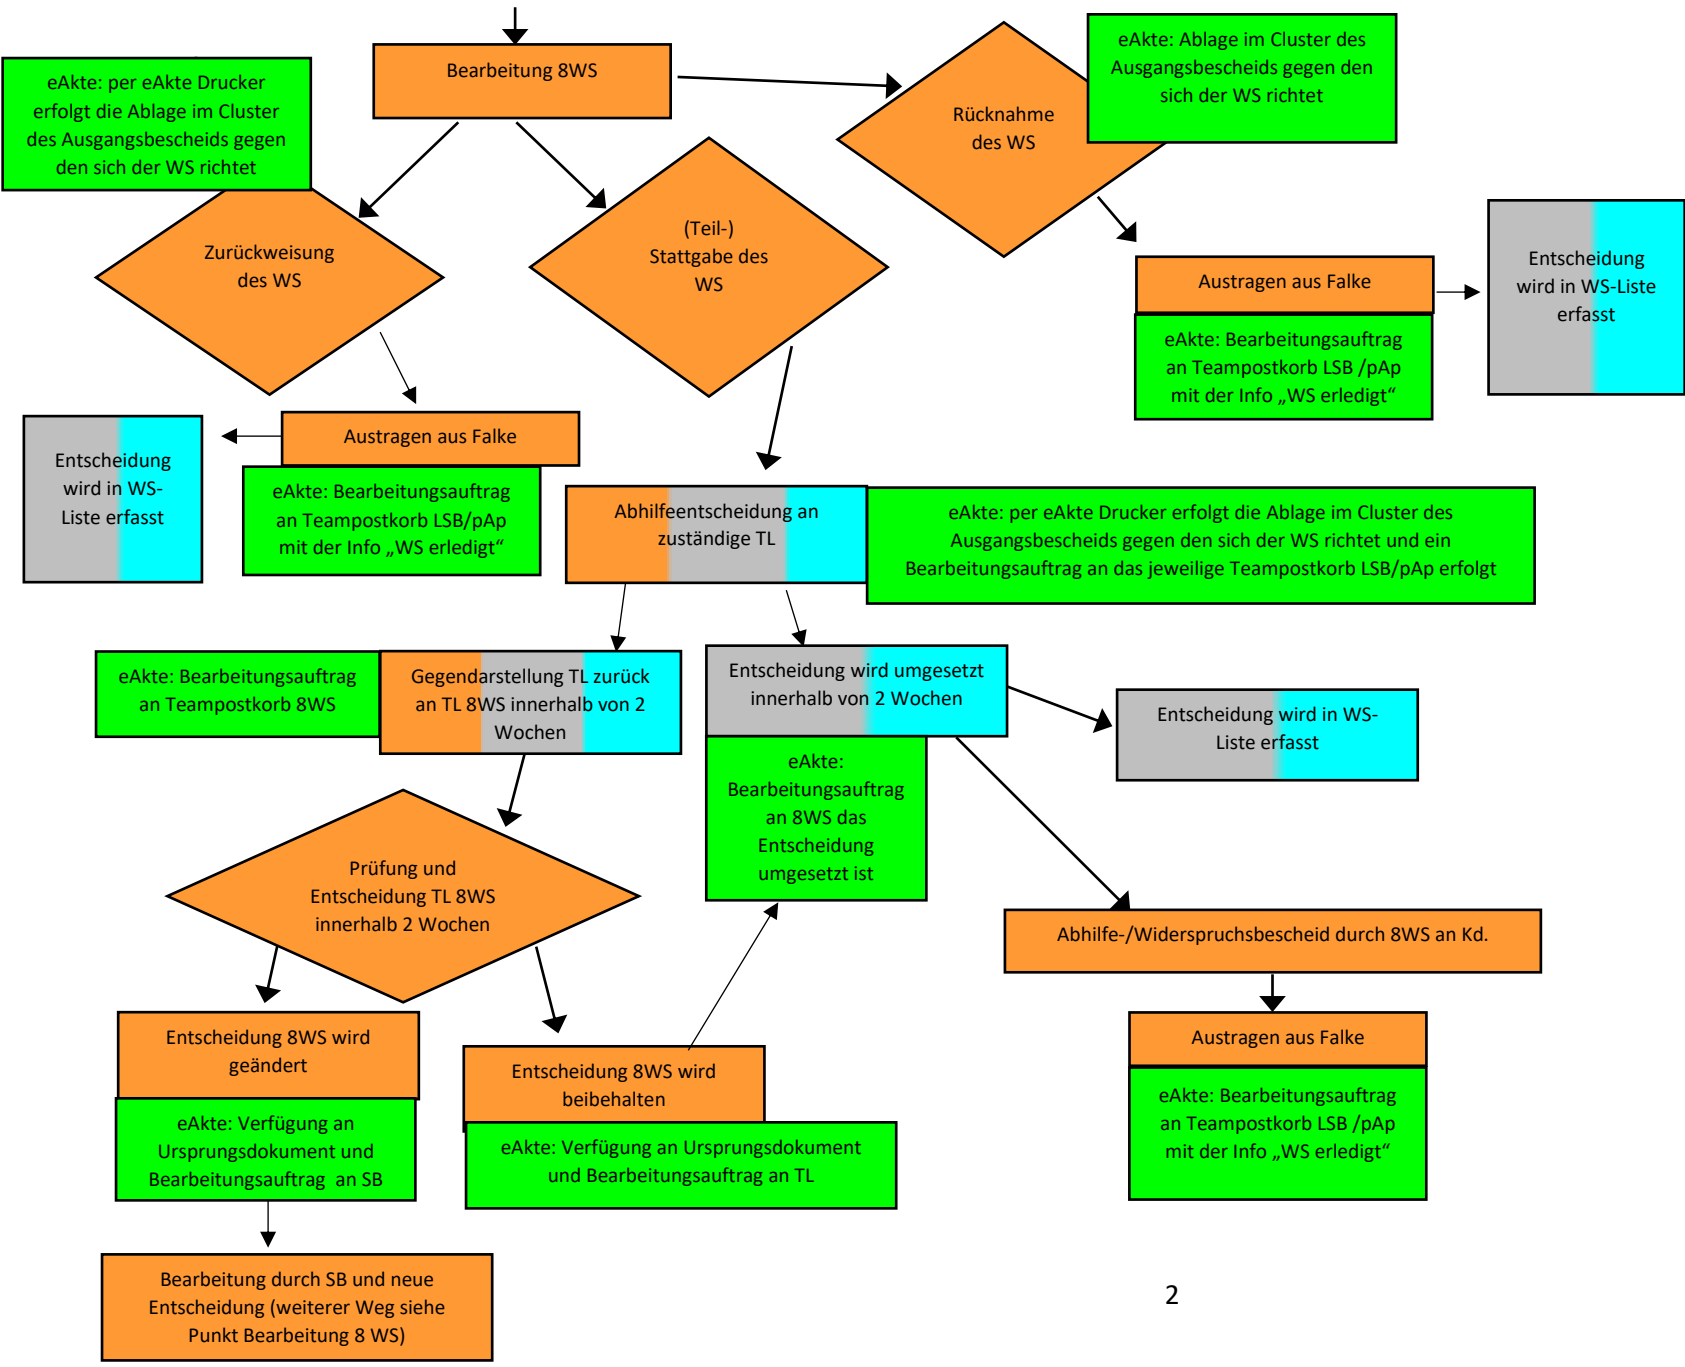 Bearbeitung 8WS
eAkte: per eAkte Drucker
erfolgt die Ablage im Cluster
des Ausgangsbescheids gegen
den sich der WS richtet
eAkte: Ablage im Cluster des
Ausgangsbescheids gegen den
sich der WS richtet
Rücknahme
des WS
Zurückweisung
des WS
(Teil-)
Stattgabe des
WS
Austragen aus Falke
eAkte: Bearbeitungsauftrag
an Teampostkorb LSB /pAp
mit der Info „WS erledigt“
Entscheidung
wird in WS-Liste
erfasst
Entscheidung
wird in WS-
Liste erfasst
Austragen aus Falke
eAkte: Bearbeitungsauftrag
an Teampostkorb LSB/pAp
mit der Info „WS erledigt“
Abhilfeentscheidung an
zuständige TL
eAkte: per eAkte Drucker erfolgt die Ablage im Cluster des
Ausgangsbescheids gegen den sich der WS richtet und ein
Bearbeitungsauftrag an das jeweilige Teampostkorb LSB/pAp erfolgt
eAkte: Bearbeitungsauftrag
an Teampostkorb 8WS
Gegendarstellung TL zurück
an TL 8WS innerhalb von 2
Wochen
Entscheidung wird umgesetzt
innerhalb von 2 Wochen
eAkte:
Bearbeitungsauftrag
an 8WS das
Entscheidung
umgesetzt ist
Entscheidung wird in WS-
Liste erfasst
Prüfung und
Entscheidung TL 8WS
innerhalb 2 Wochen
Abhilfe-/Widerspruchsbescheid durch 8WS an Kd.
Austragen aus Falke
eAkte: Bearbeitungsauftrag
an Teampostkorb LSB /pAp
mit der Info „WS erledigt“
Entscheidung 8WS wird
geändert
eAkte: Verfügung an
Ursprungsdokument und
Bearbeitungsauftrag an SB
Entscheidung 8WS wird
beibehalten
eAkte: Verfügung an Ursprungsdokument
und Bearbeitungsauftrag an TL
Bearbeitung durch SB und neue
Entscheidung (weiterer Weg siehe
Punkt Bearbeitung 8 WS)
2